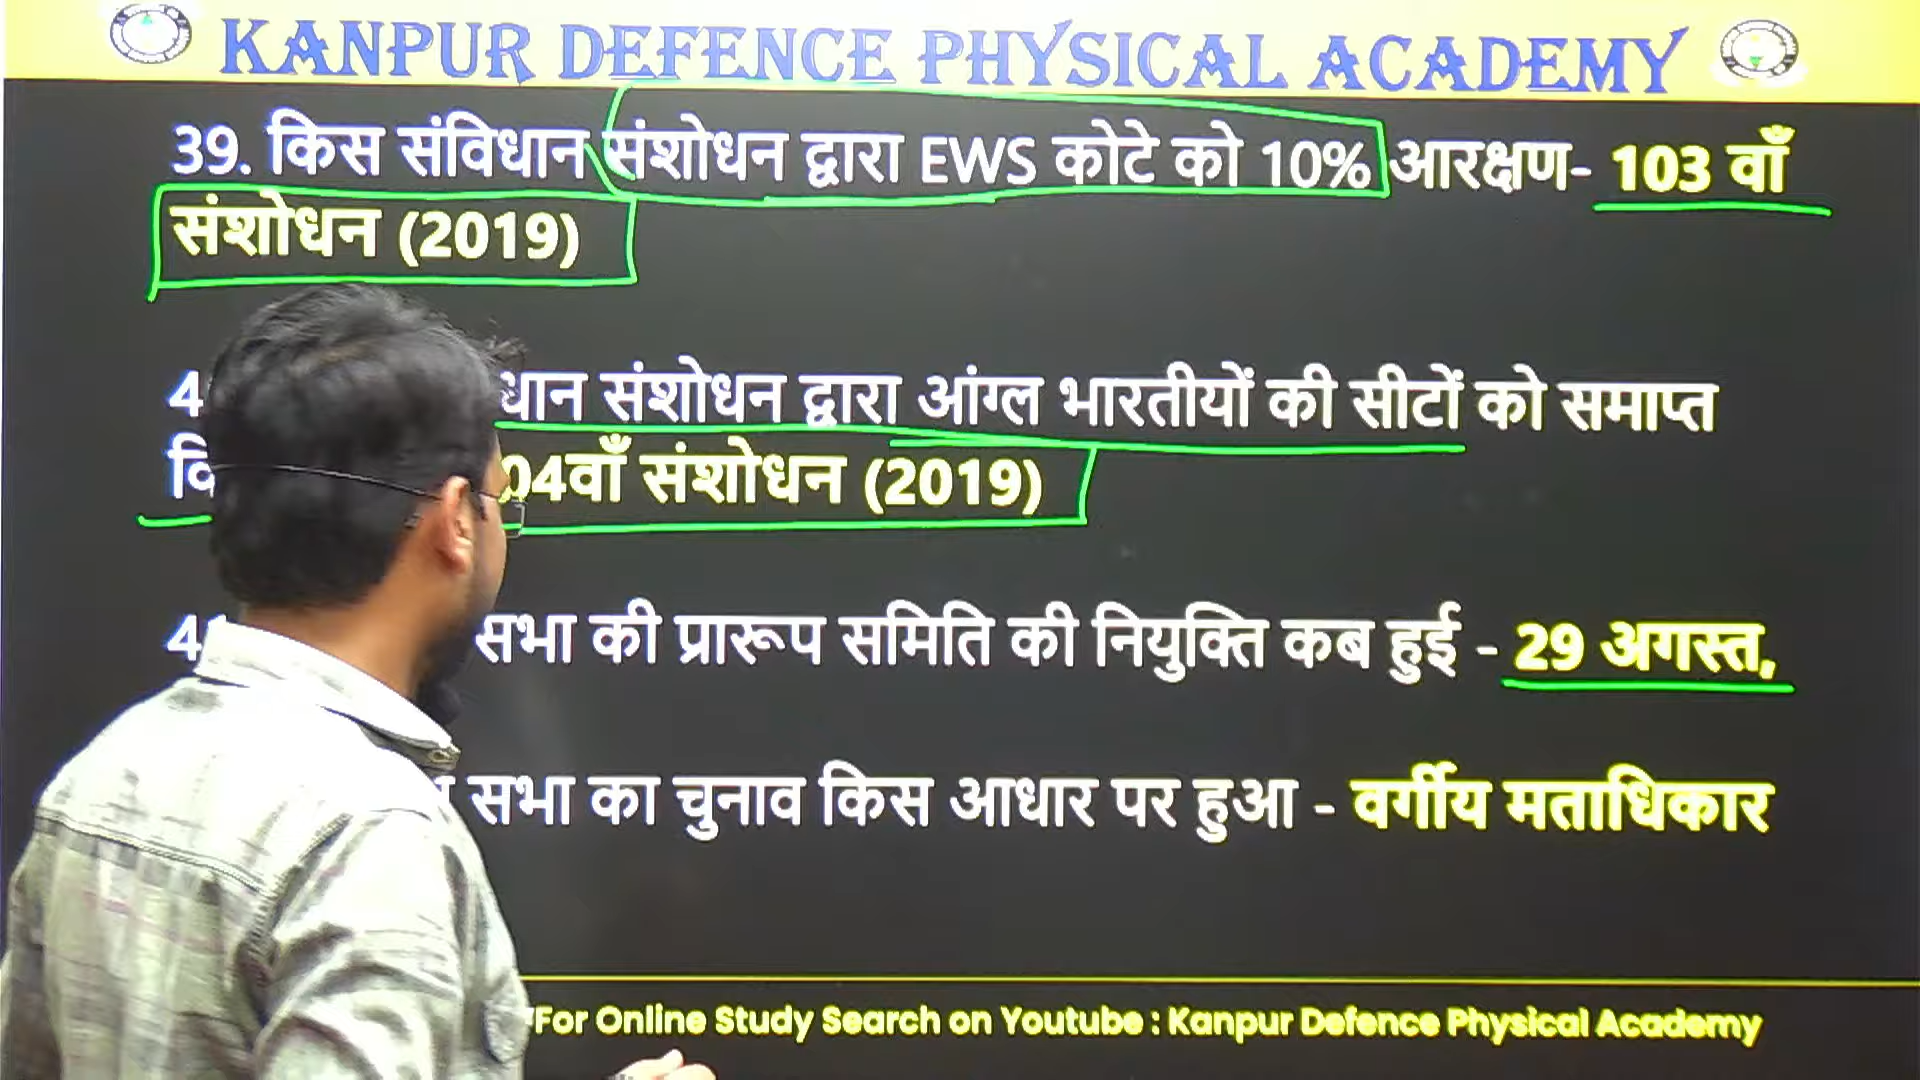 KANPUR DEFENCE PHYSICAL ACADEMY
39. किस संविधान संशोधन द्वारा EWS कोटे को 10% आरक्षण- 103 वाँ
संशोधन (2019)
संशोधन द्वारा आंग्ल भारतीयों की सीटों को समाप्त
04वाँ संशोधन (2019)
सभा की प्रारूप समिति की नियुक्ति कब हुई - 29 अगस्त,
सभा का चुनाव किस आधार पर हुआ - वर्गीय मताधिकार
For Online Study Search on Youtube : Kanpur Defence Physical Academy